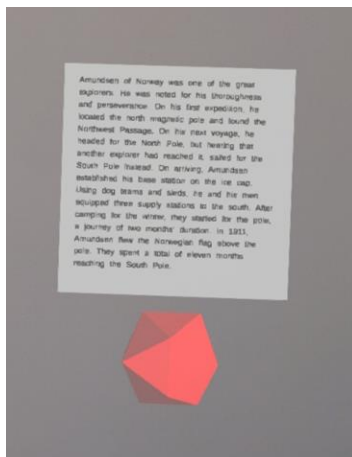 Amundsen of Norway was one of the great
explorers. He was noted for his thoroughness
and perseverance. On his first expedition, he
located the north magnetic pole and found the
Northwest Passage. On his next voyage, he
headed for the North Pole, but hearing that
another explorer had reached it, sailed for the
South Pole instead. On arriving, Amundsen
established his base station on the ice cap.
Using dog teams and sleds, he and his men
equipped three supply stations to the south. After
camping for the winter, they started for the pole,
a journey of two months' duration. In 1911,
Amundsen flew the Norwegian flag above the
pole. They spent a total of eleven months
reaching the South Pole.